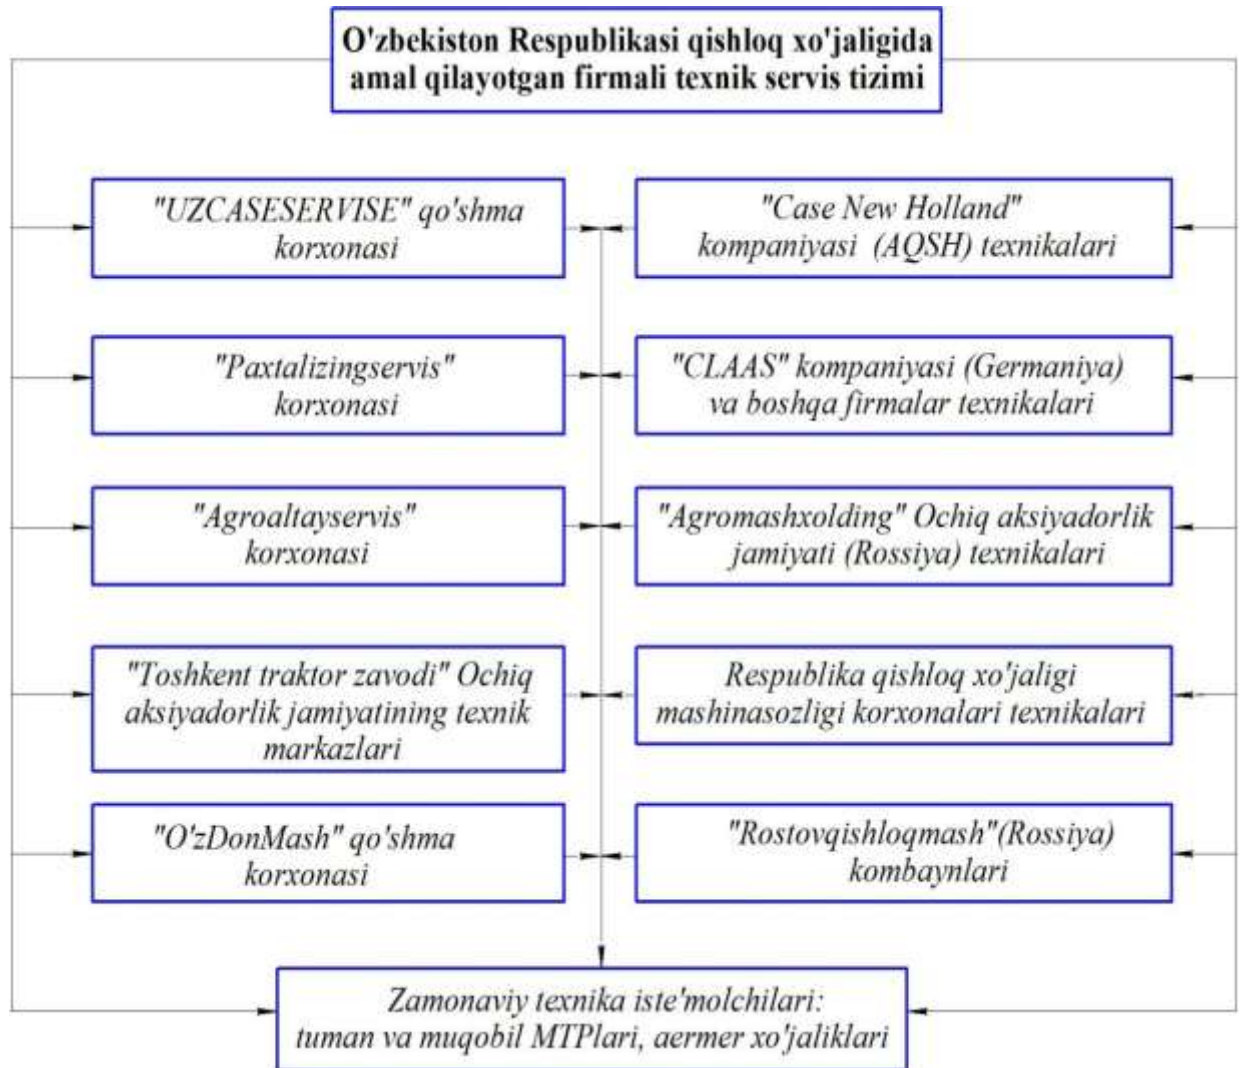 O'zbekiston Respublikasi qishloq xo'jaligida
amal qilayotgan firmali texnik servis tizimi
"UZCASESERVISE" qo'shma
korxonasi
"Case New Holland"
kompaniyasi (AQSH) texnikalari
"Paxtalizingservis"
korxonasi
"CLAAS" kompaniyasi (Germaniya)
va boshqa firmalar texnikalari
"Agroaltayservis"
korxonasi
"Agromashxolding" Ochiq aksiyadorlik
jamiyati (Rossiya) texnikalari
"Toshkent traktor zavodi" Ochiq
aksiyadorlik jamiyatining texnik
markazlari
Respublika qishloq xo'jaligi
mashinasozligi korxonalari texnikalari
"O'zDonMash" qo'shma
korxonasi
"Rostovqishloqmash"(Rossiya)
kombaynlari
Zamonaviy texnika iste'molchilari:
tuman va muqobil MTPlari, aermer xo'jaliklari